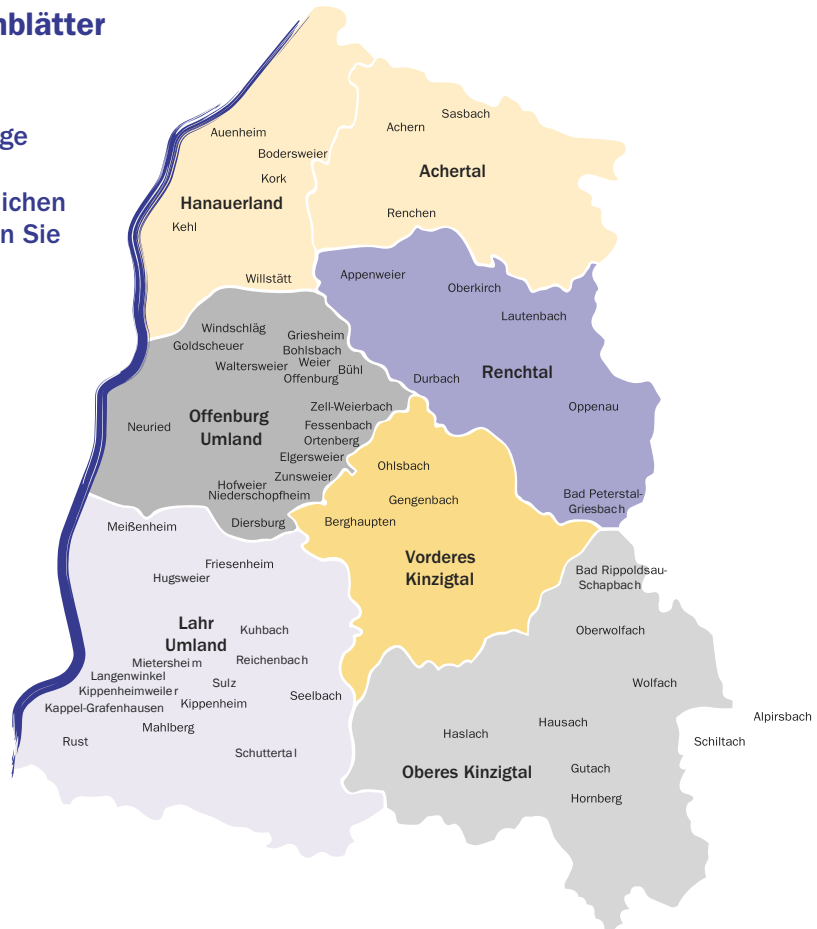 nblätter
ge
ichen
n Sie
Sasbach
Achern
Auenheim
Bodersweier
Achertal
Kork
Hanauerland
Renchen
Kehl
Appenweier
Willstätt
Oberkirch
Lautenbach
Windschläg
Griesheim
Goldscheuer
Bohlsbach
Weier
Waltersweier
Bühl
Offenburg
Durbach
Renchtal
Zell-Weierbach
Oppenau
Offenburg
Umland
Neuried
Fessenbach
Ortenberg
Elgersweier
Ohlsbach
Zunsweier
Hofweier
Niederschopfheim
Gengenbach
Bad Peterstal-
Griesbach
Diersburg
Berghaupten
Meißenheim
Vorderes
Kinzigtal
Friesenheim
Hugsweier
Bad Rippoldsau-
Schapbach
Lahr
Umland
Kuhbach
Oberwolfach
Mietersheim
Reichenbach
Langenwinkel
Sulz
Wolfach
Kippenheimweiler
Seelbach
Kippenheim
Kappel-Grafenhausen
Alpirsbach
Mahlberg
Hausach
Haslach
Rust
Schiltach
Schuttertal
Oberes Kinzigtal
Gutach
Hornberg